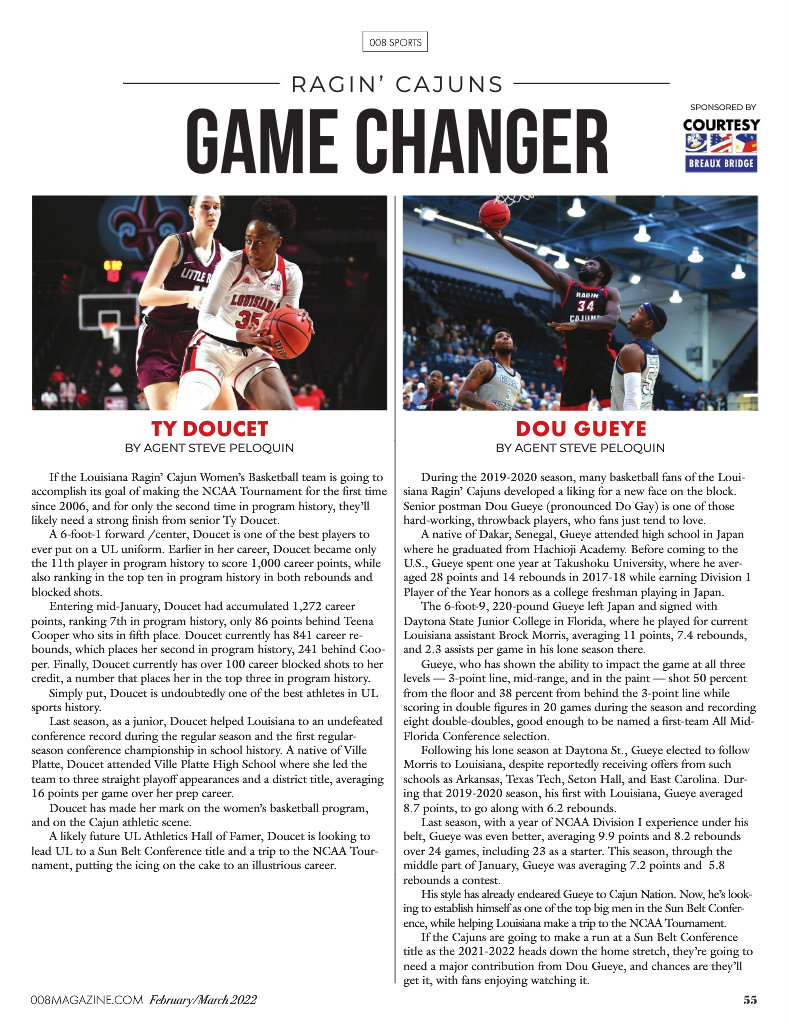 008 SPORTS
RAGIN' CAJUNS
GAME CHANGER
SPONSORED BY
COURTESY
BREAUX BRIDGE
LITTLE R
LOUISIANA
35
RAGIN
34
CAJUNS
TY DOUCET
BY AGENT STEVE PELOQUIN
If the Louisiana Ragin' Cajun Women's Basketball team is going to
accomplish its goal of making the NCAA Tournament for the first time
since 2006, and for only the second time in program history, they'll
likely need a strong finish from senior Ty Doucet.
A 6-foot-1 forward /center, Doucet is one of the best players to
ever put on a UL uniform. Earlier in her career, Doucet became only
the 11th player in program history to score 1,000 career points, while
also ranking in the top ten in program history in both rebounds and
blocked shots.
Entering mid-January, Doucet had accumulated 1,272 career
points, ranking 7th in program history, only 86 points behind Teena
Cooper who sits in fifth place. Doucet currently has 841 career re-
bounds, which places her second in program history, 241 behind Coo-
per. Finally, Doucet currently has over 100 career blocked shots to her
credit, a number that places her in the top three in program history.
Simply put, Doucet is undoubtedly one of the best athletes in UL
sports history.
Last season, as a junior, Doucet helped Louisiana to an undefeated
conference record during the regular season and the first regular-
season conference championship in school history. A native of Ville
Platte, Doucet attended Ville Platte High School where she led the
team to three straight playoff appearances and a district title, averaging
16 points per game over her prep career.
Doucet has made her mark on the women's basketball program,
and on the Cajun athletic scene.
A likely future UL Athletics Hall of Famer, Doucet is looking to
lead UL to a Sun Belt Conference title and a trip to the NCAA Tour-
nament, putting the icing on the cake to an illustrious career.
DOU GUEYE
BY AGENT STEVE PELOQUIN
During the 2019-2020 season, many basketball fans of the Loui-
siana Ragin' Cajuns developed a liking for a new face on the block.
Senior postman Dou Gueye (pronounced Do Gay) is one of those
hard-working, throwback players, who fans just tend to love.
A native of Dakar, Senegal, Gueye attended high school in Japan
where he graduated from Hachioji Academy. Before coming to the
U.S., Gueye spent one year at Takushoku University, where he aver-
aged 28 points and 14 rebounds in 2017-18 while earning Division 1
Player of the Year honors as a college freshman playing in Japan.
The 6-foot-9, 220-pound Gueye left Japan and signed with
Daytona State Junior College in Florida, where he played for current
Louisiana assistant Brock Morris, averaging 11 points, 7.4 rebounds,
and 2.3 assists per game in his lone season there.
Gueye, who has shown the ability to impact the game at all three
levels — 3-point line, mid-range, and in the paint — shot 50 percent
from the floor and 38 percent from behind the 3-point line while
scoring in double figures in 20 games during the season and recording
eight double-doubles, good enough to be named a first-team All Mid-
Florida Conference selection.
Following his lone season at Daytona St., Gueye elected to follow
Morris to Louisiana, despite reportedly receiving offers from such
schools as Arkansas, Texas Tech, Seton Hall, and East Carolina. Dur-
ing that 2019-2020 season, his first with Louisiana, Gueye averaged
8.7 points, to go along with 6.2 rebounds.
Last season, with a year of NCAA Division I experience under his
belt, Gueye was even better, averaging 9.9 points and 8.2 rebounds
over 24 games, including 23 as a starter. This season, through the
middle part of January, Gueye was averaging 7.2 points and 5.8
rebounds a contest.
His style has already endeared Gueye to Cajun Nation. Now, he's look-
ing to establish himself as one of the top big men in the Sun Belt Confer-
ence, while helping Louisiana make a trip to the NCAA Tournament.
If the Cajuns are going to make a run at a Sun Belt Conference
title as the 2021-2022 heads down the home stretch, they're going to
need a major contribution from Dou Gueye, and chances are they'll
get it, with fans enjoying watching it.
008MAGAZINE.COM February/March 2022
55